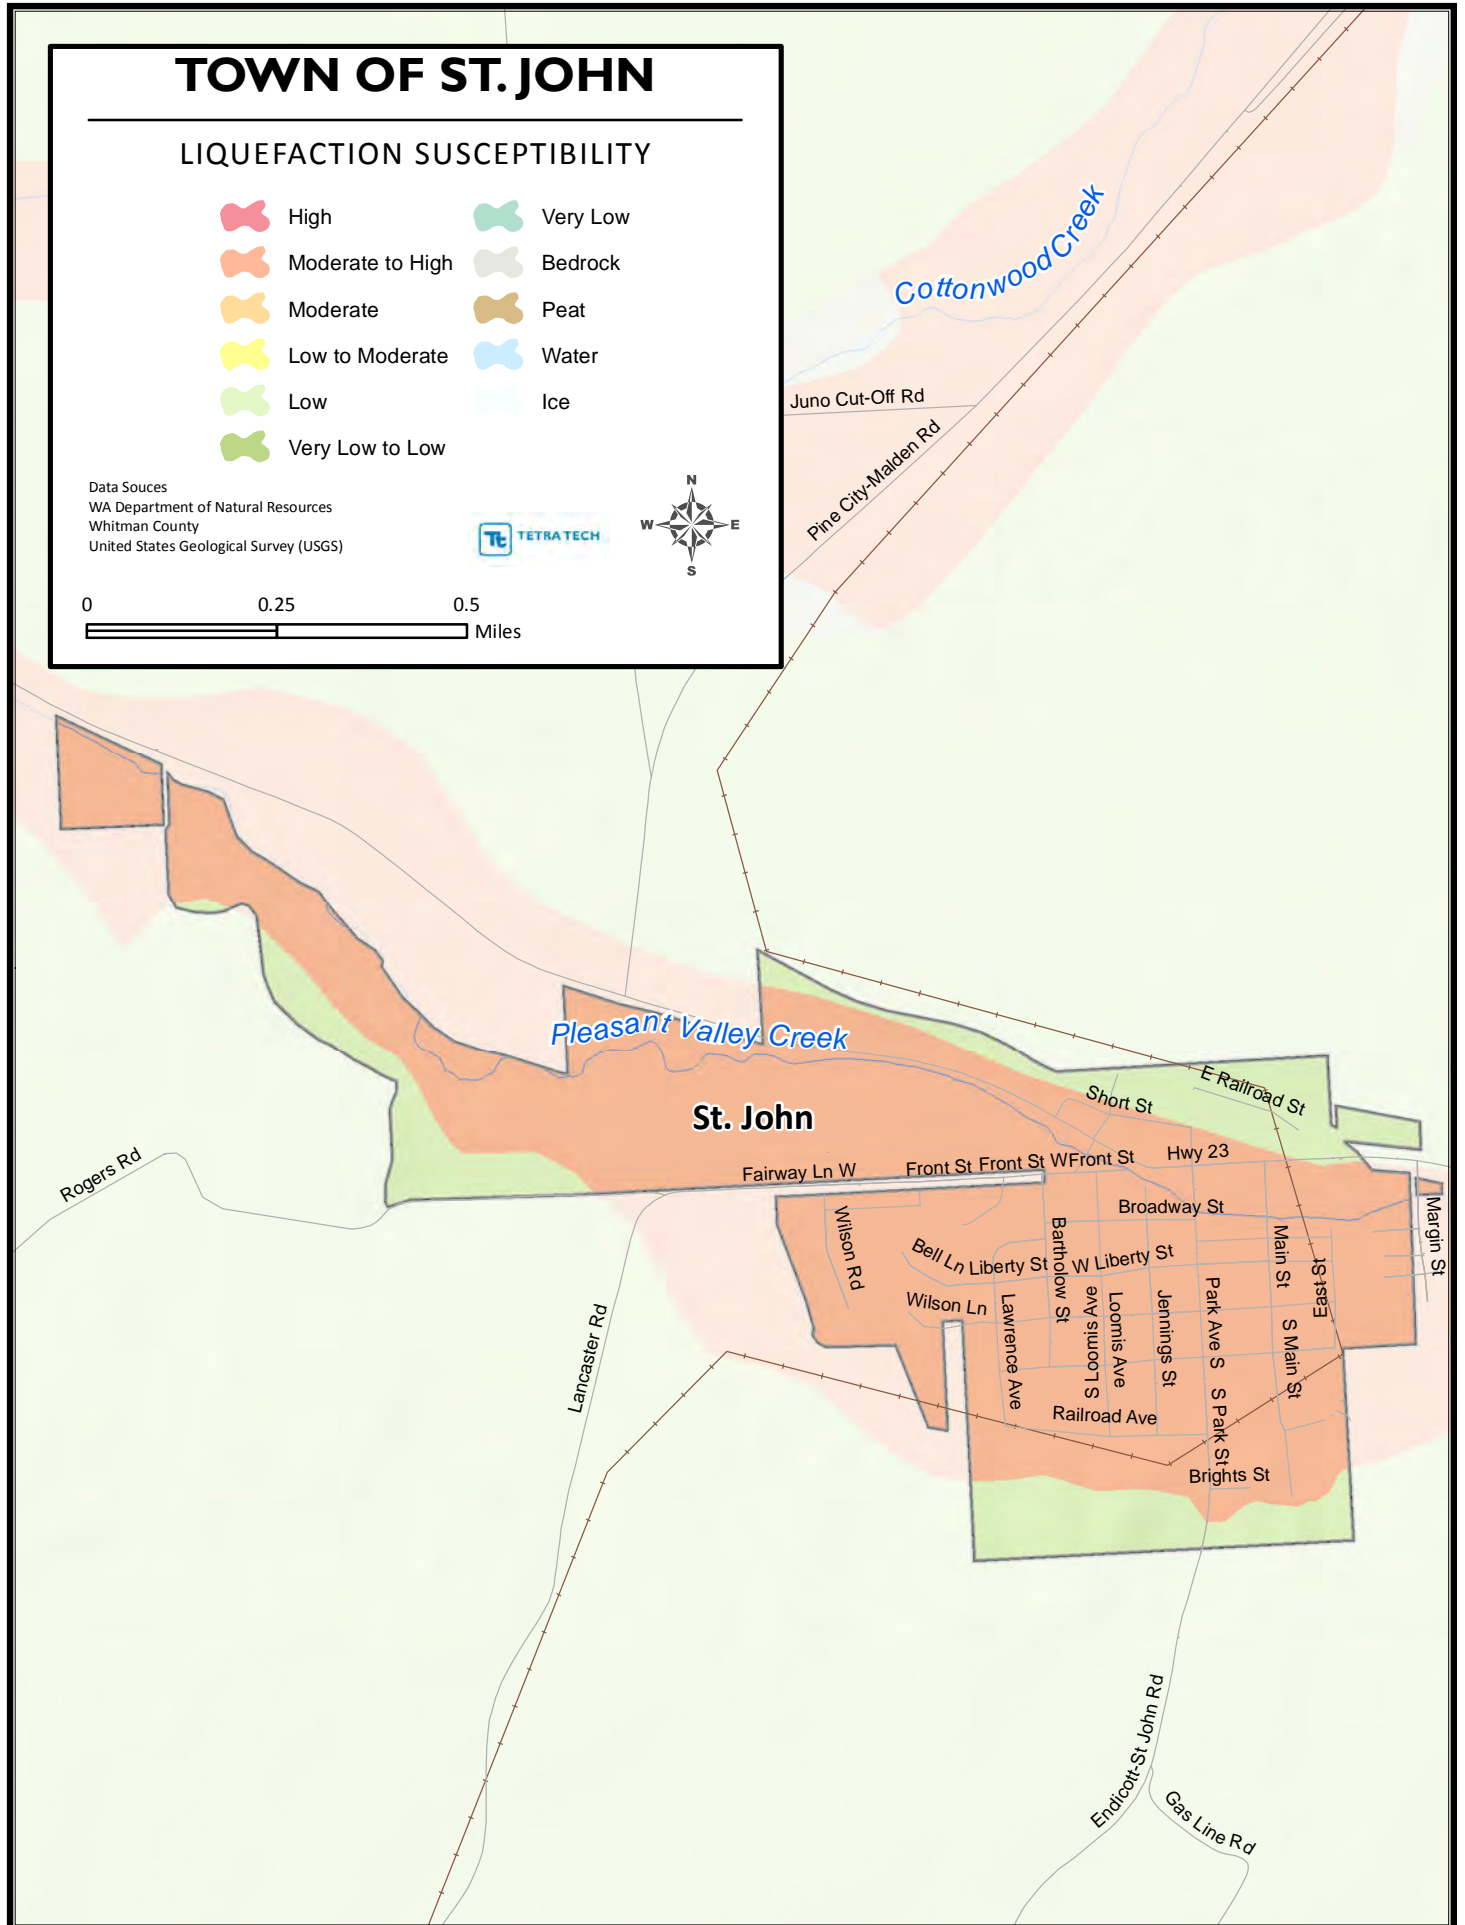 TOWN OF ST. JOHN
LIQUEFACTION SUSCEPTIBILITY
High
Moderate to High
Moderate
Low to Moderate
Low
Very Low to Low
Very Low
Bedrock
Peat
Water
Ice
Data Souces
WA Department of Natural Resources
Whitman County
United States Geological Survey (USGS)
Tt TETRA TECH
N
W
E
S
0 0.25 0.5
Miles
Cottonwood Creek
Juno Cut-Off Rd
Pine City-Malden Rd
Pleasant Valley Creek
St. John
Short St
E Railroad St
Rogers Rd
Fairway Ln W
Front St
Front St W
Front St
Hwy 23
Broadway St
Margin St
Wilson Rd
Bell Ln
Liberty St
W Liberty St
Bartholow St
Main St
East St
Wilson Ln
Lawrence Ave
S Loomis Ave
Loomis Ave
Jennings St
Park Ave S
S Main St
Lancaster Rd
Railroad Ave
S Park St
Brights St
Endicott-St John Rd
Gas Line Rd